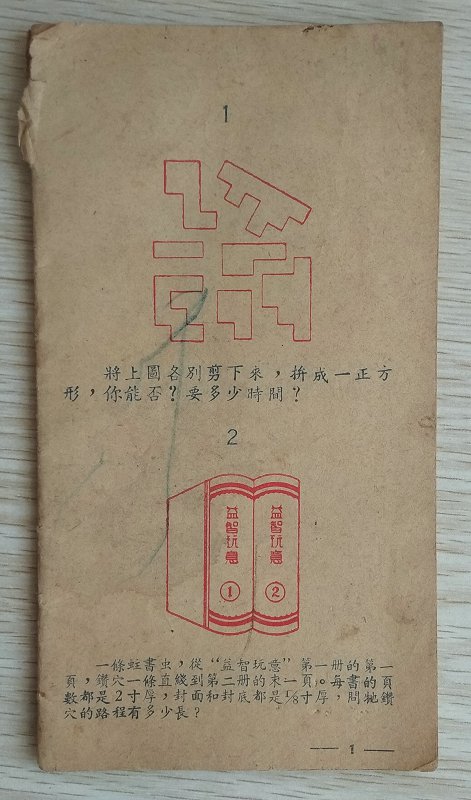 1
將上圖各別剪下來，拚成一正方
形，你能否？要多少時間？
2
益智玩意
①
益智玩意
②
一條蛀書虫，從“益智玩意”第一册的第一
頁，鑽穴一條直綫到第二册的末一頁。每册書的頁
數都是2寸厚，封面和封底都是⅛寸厚，問牠鑽
穴的路程有多少長？
— 1 —